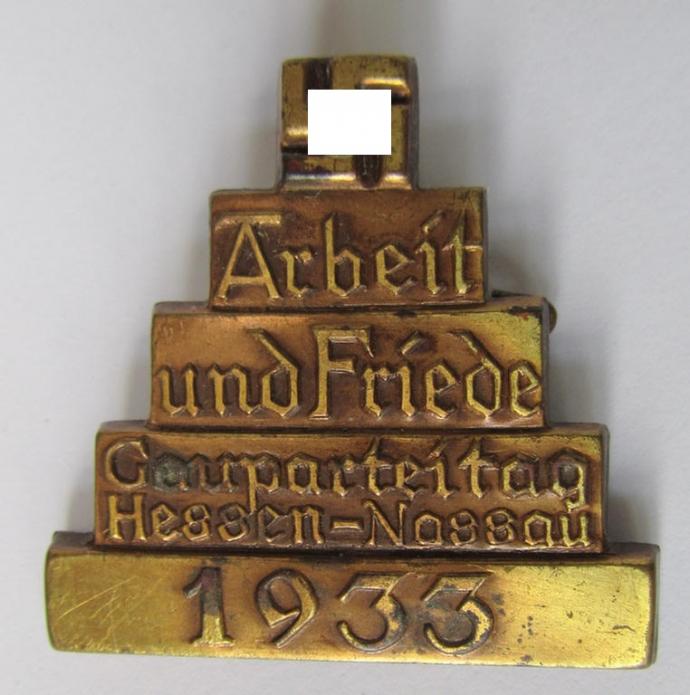 Arbeit
und Friede
Gauparteitag
Hessen-Nassau
1933